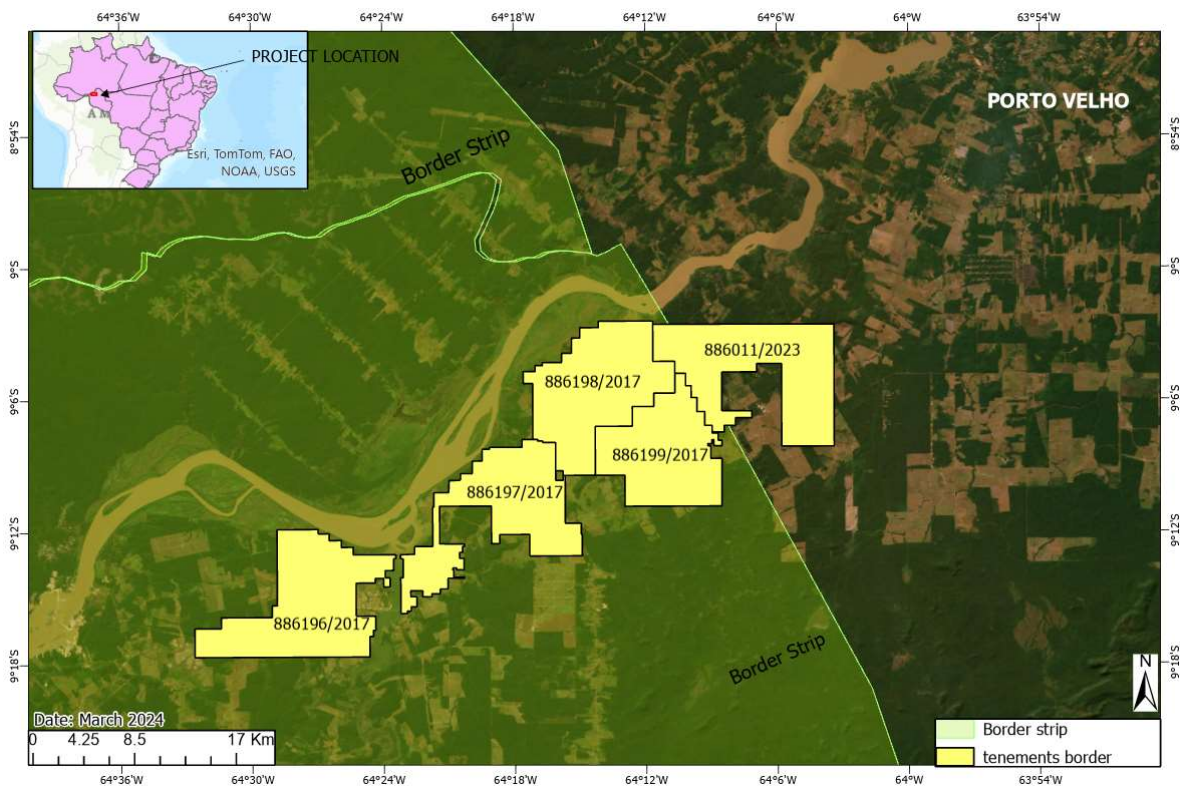 64°36'W 64°30'W 64°24'W 64°18'W 64°12'W 64°6'W 64°W 63°54'W
PROJECT LOCATION
AM
Esri, TomTom, FAO,
NOAA, USGS
PORTO VELHO
8°54'S 8°54'S
Border Strip
9°S 9°S
886011/2023
886198/2017
9°6'S 9°6'S
886199/2017
886197/2017
9°12'S 9°12'S
886196/2017
Border Strip
9°18'S 9°18'S
N
Date: March 2024
0 4.25 8.5 17 Km
Border strip
tenements border
64°36'W 64°30'W 64°24'W 64°18'W 64°12'W 64°6'W 64°W 63°54'W